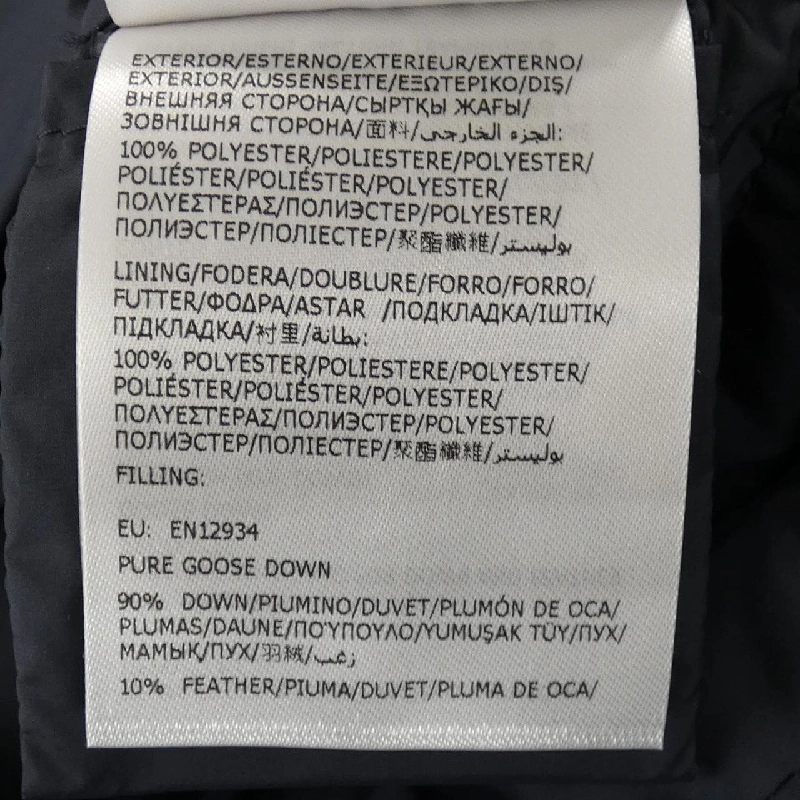 EXTERIOR/ESTERNO/EXTERIEUR/EXTERNO/
EXTERIOR/AUSSENSEITE/ΕΞΩΤΕΡΙΚΟ/DIŞ/
ВНЕШНЯЯ СТОРОНА/СЫРТҚЫ ЖАҒЫ/
ЗОВНІШНЯ СТОРОНА/面料/الجزء الخارجي:
100% POLYESTER/POLIESTERE/POLYESTER/
POLIÉSTER/POLIÉSTER/POLYESTER/
ΠΟΛΥΕΣΤΕΡΑΣ/ПОЛИЭСТЕР/POLYESTER/
ПОЛИЭСТЕР/ПОЛІЕСТЕР/聚酯纖維/بوليستر
LINING/FODERA/DOUBLURE/FORRO/FORRO/
FUTTER/ΦΟΔΡΑ/ASTAR /ПОДКЛАДКА/ІШТІК/
ПІДКЛАДКА/衬里/بطانة:
100% POLYESTER/POLIESTERE/POLYESTER/
POLIÉSTER/POLIÉSTER/POLYESTER/
ΠΟΛΥΕΣΤΕΡΑΣ/ПОЛИЭСТЕР/POLYESTER/
ПОЛИЭСТЕР/ПОЛІЕСТЕР/聚酯纖維/بوليستر
FILLING:
EU: EN12934
PURE GOOSE DOWN
90% DOWN/PIUMINO/DUVET/PLUMÓN DE OCA/
PLUMAS/DAUNE/ΠΟΎΠΟΥΛΟ/YUMUŞAK TÜY/ПУХ/
МАМЫҚ/ПУХ/羽絨/زغب/
10% FEATHER/PIUMA/DUVET/PLUMA DE OCA/